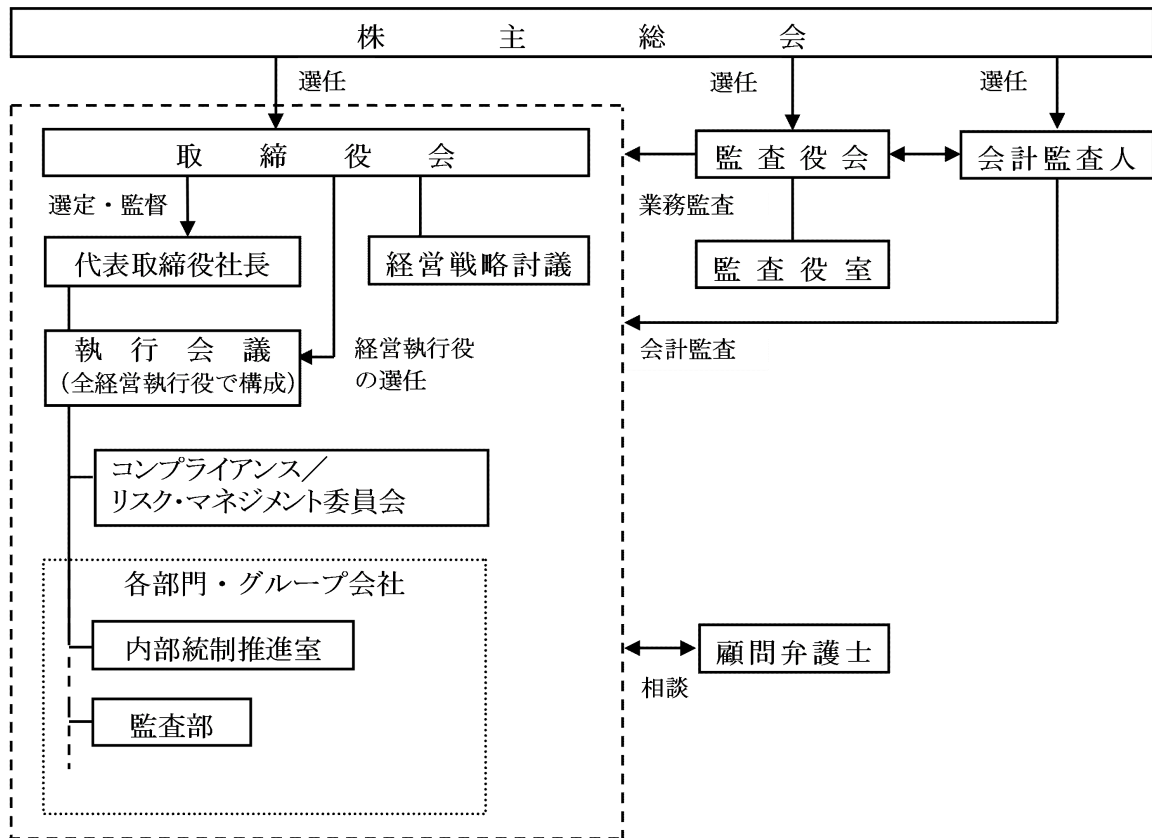 株主総会
選任
選任
選任
取締役会
監査役会
会計監査人
選定・監督
業務監査
代表取締役社長
経営戦略討議
監査役室
執行会議
(全経営執行役で構成)
経営執行役
の選任
会計監査
コンプライアンス/
リスク・マネジメント委員会
各部門・グループ会社
内部統制推進室
顧問弁護士
相談
監査部